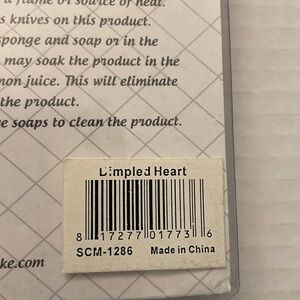 a flame or source of heat.
s knives on this product.
sponge and soap or in the
may soak the product in the
mon juice. This will eliminate
the product.
e soaps to clean the product.
Dimpled Heart
8 17277 01773 6
SCM-1286 Made in China
ke.com